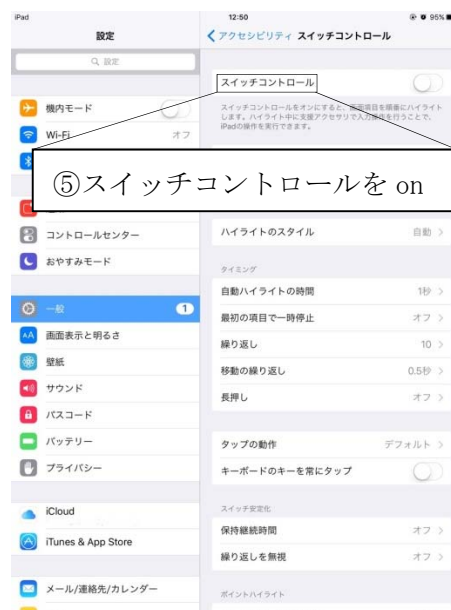 iPad
12:50
95%
設定
アクセシビリティ スイッチコントロール
設定
スイッチコントロール
機内モード
スイッチコントロールをオンにすると、画面項目を順番にハイライト
します。ハイライト中に支援アクセサリで入力操作を行うことで、
iPadの操作を実行できます。
Wi-Fi オフ
⑤スイッチコントロールを on
コントロールセンター
おやすみモード
一般 1
画面表示と明るさ
壁紙
サウンド
パスコード
バッテリー
プライバシー
iCloud
iTunes & App Store
メール/連絡先/カレンダー
ハイライトのスタイル 自動
タイミング
自動ハイライトの時間 1秒
最初の項目で一時停止 オフ
繰り返し 10
移動の繰り返し 0.5秒
長押し オフ
タップの動作 デフォルト
キーボードのキーを常にタップ
スイッチ安定化
保持継続時間 オフ
繰り返しを無視 オフ
ポイントハイライト